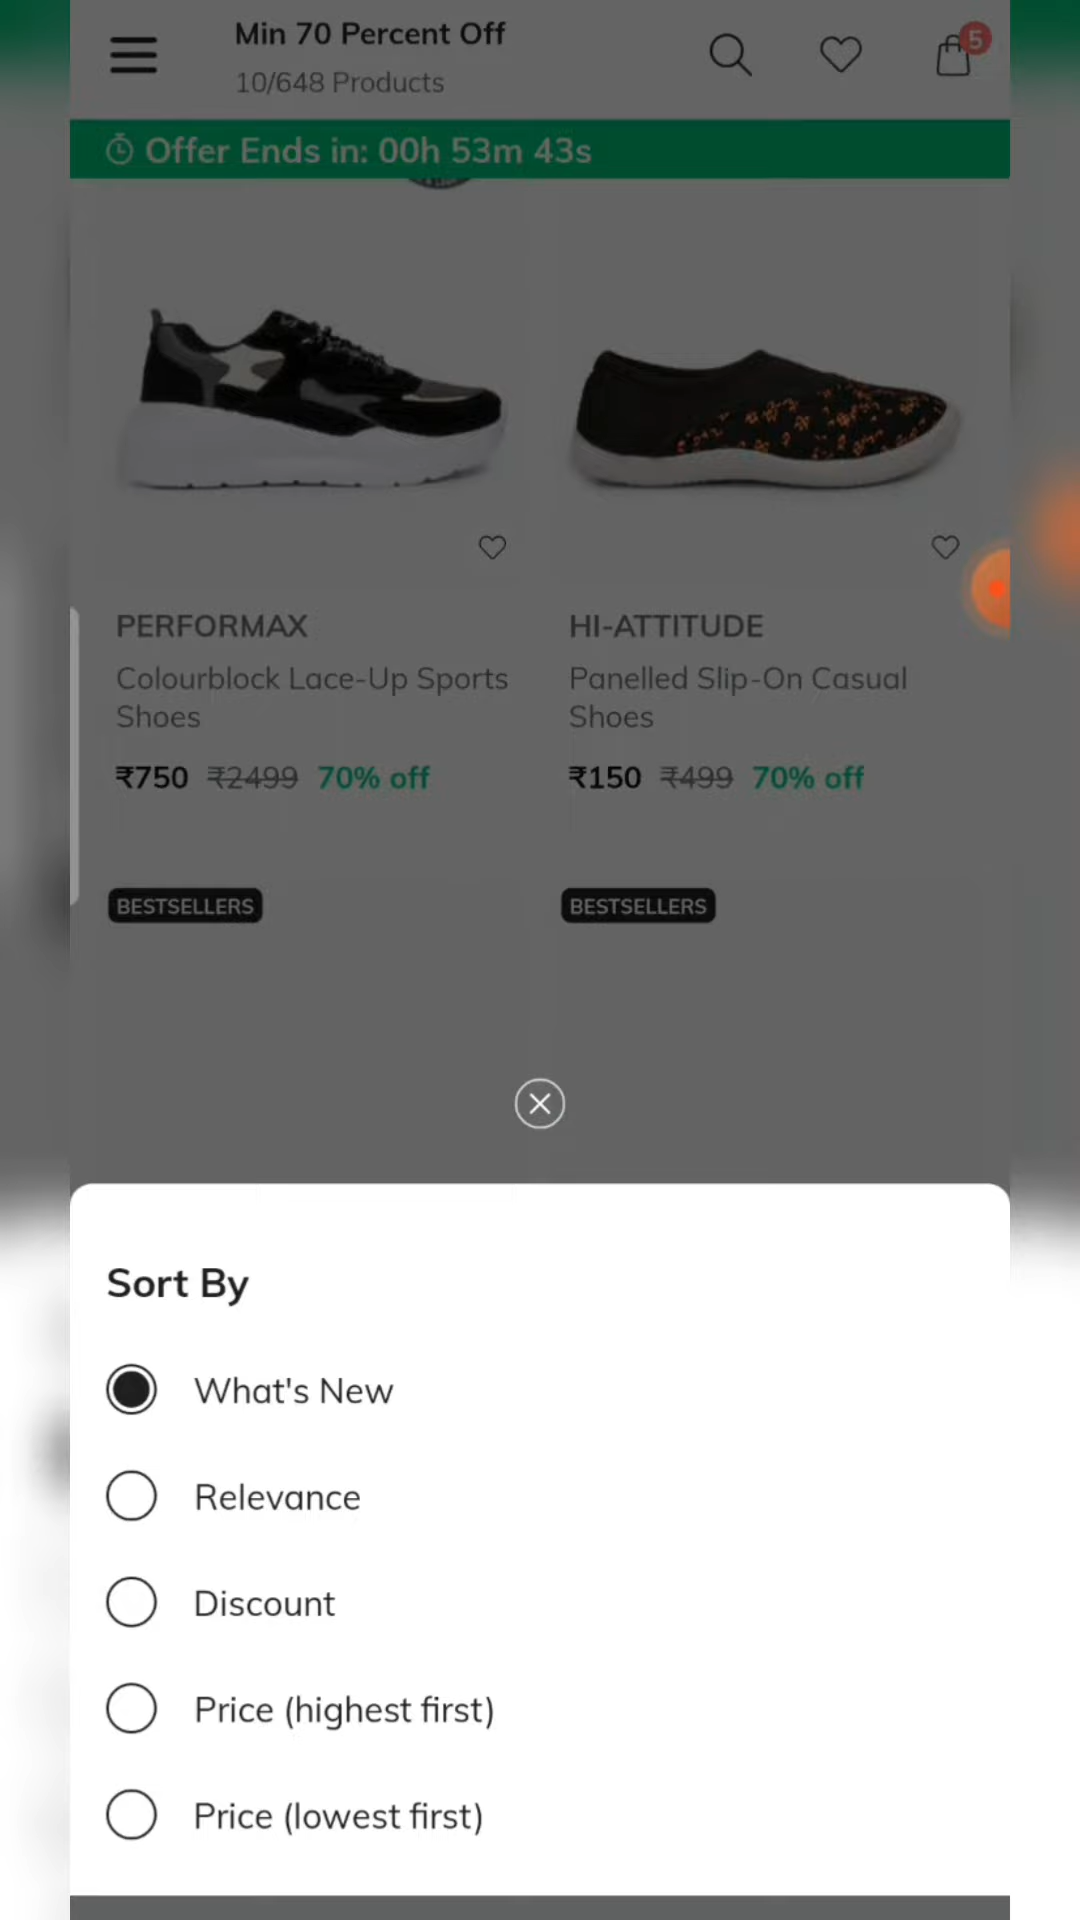 Min 70 Percent Off
10/648 Products
5
Offer Ends in: 00h 53m 43s
PERFORMAX
Colourblock Lace-Up Sports
Shoes
₹750 ₹2499 70% off
HI-ATTITUDE
Panelled Slip-On Casual
Shoes
₹150 ₹499 70% off
BESTSELLERS
BESTSELLERS
Sort By
What's New
Relevance
Discount
Price (highest first)
Price (lowest first)